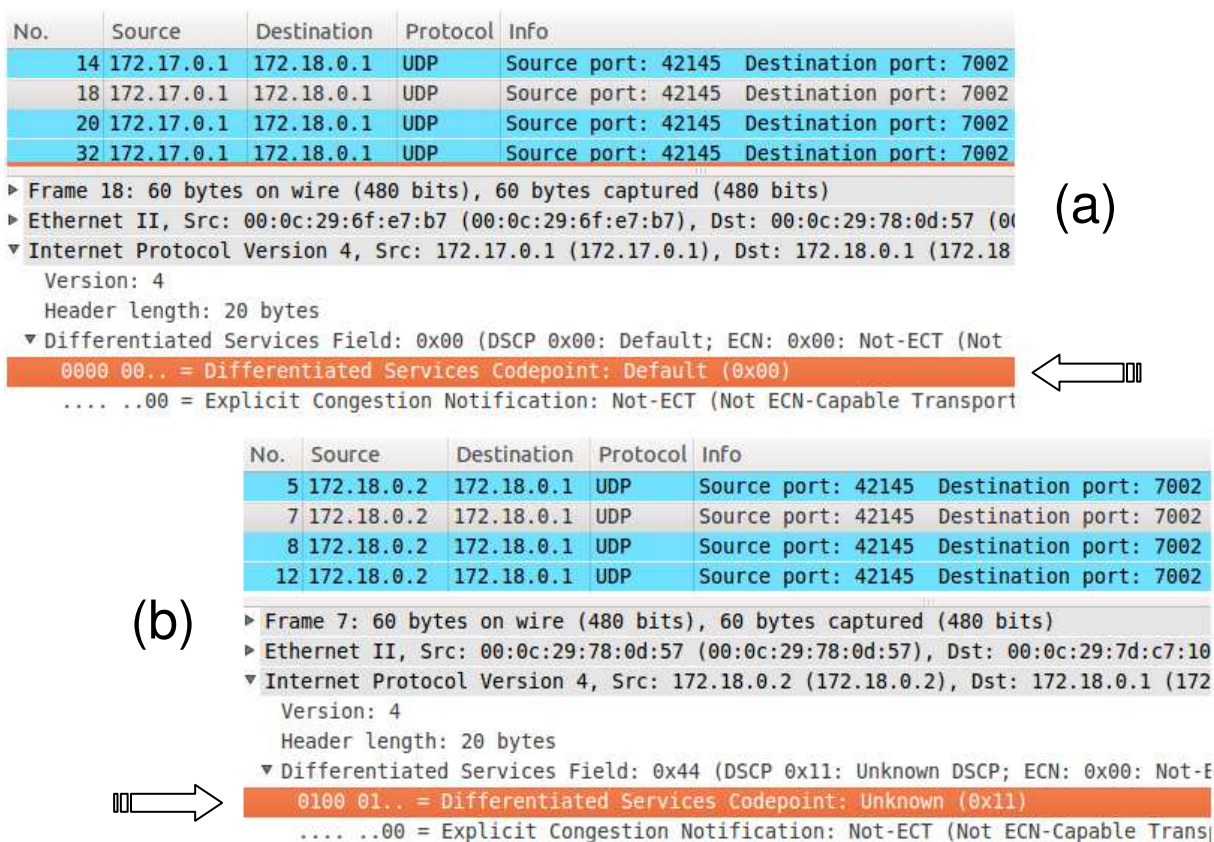 No. Source Destination Protocol Info
14 172.17.0.1 172.18.0.1 UDP Source port: 42145 Destination port: 7002
18 172.17.0.1 172.18.0.1 UDP Source port: 42145 Destination port: 7002
20 172.17.0.1 172.18.0.1 UDP Source port: 42145 Destination port: 7002
32 172.17.0.1 172.18.0.1 UDP Source port: 42145 Destination port: 7002
Frame 18: 60 bytes on wire (480 bits), 60 bytes captured (480 bits)
(a)
Ethernet II, Src: 00:0c:29:6f:e7:b7 (00:0c:29:6f:e7:b7), Dst: 00:0c:29:78:0d:57 (00
Internet Protocol Version 4, Src: 172.17.0.1 (172.17.0.1), Dst: 172.18.0.1 (172.18
Version: 4
Header length: 20 bytes
Differentiated Services Field: 0x00 (DSCP 0x00: Default; ECN: 0x00: Not-ECT (Not
0000 00.. = Differentiated Services Codepoint: Default (0x00)
.... ..00 = Explicit Congestion Notification: Not-ECT (Not ECN-Capable Transport
No. Source Destination Protocol Info
5 172.18.0.2 172.18.0.1 UDP Source port: 42145 Destination port: 7002
7 172.18.0.2 172.18.0.1 UDP Source port: 42145 Destination port: 7002
8 172.18.0.2 172.18.0.1 UDP Source port: 42145 Destination port: 7002
12 172.18.0.2 172.18.0.1 UDP Source port: 42145 Destination port: 7002
(b)
Frame 7: 60 bytes on wire (480 bits), 60 bytes captured (480 bits)
Ethernet II, Src: 00:0c:29:78:0d:57 (00:0c:29:78:0d:57), Dst: 00:0c:29:7d:c7:10
Internet Protocol Version 4, Src: 172.18.0.2 (172.18.0.2), Dst: 172.18.0.1 (172
Version: 4
Header length: 20 bytes
Differentiated Services Field: 0x44 (DSCP 0x11: Unknown DSCP; ECN: 0x00: Not-E
0100 01.. = Differentiated Services Codepoint: Unknown (0x11)
.... ..00 = Explicit Congestion Notification: Not-ECT (Not ECN-Capable Trans